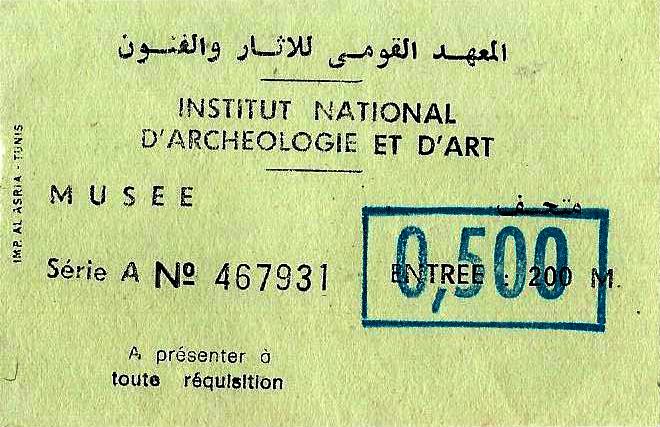 المعهد القومي للاثار والفنون
INSTITUT NATIONAL
D'ARCHEOLOGIE ET D'ART
MUSEE
متحف
Série A Nº 467931
ENTREE : 200 M.
0,500
A présenter à
toute réquisition
IMP. AL ASRIA - TUNIS